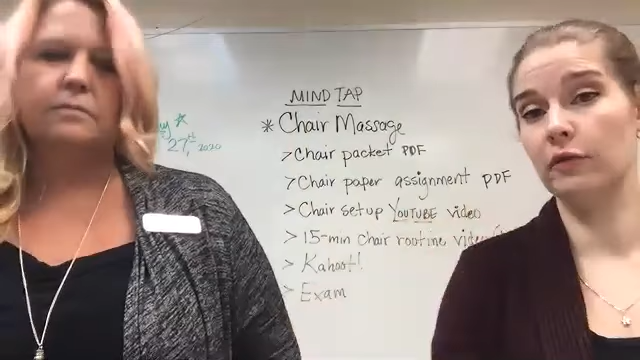 MIND TAP
* Chair Massage
> Chair packet PDF
> Chair paper assignment PDF
> Chair setup YOUTUBE video
> 15-min chair routine video
> Kahoot!
> Exam
27th, 2020